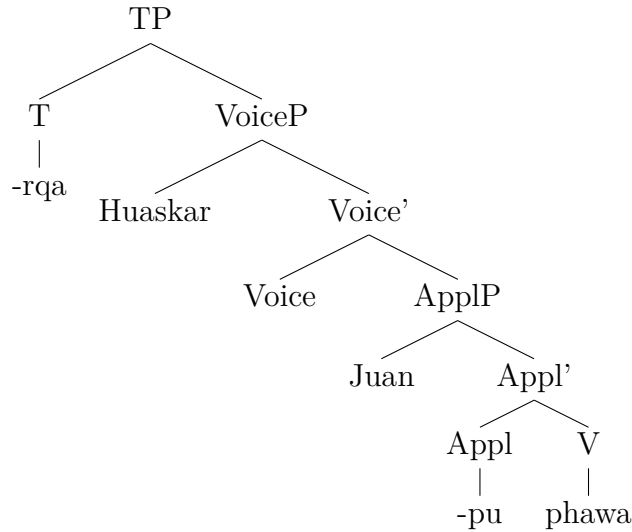 TP
T VoiceP
-rqa
Huaskar Voice'
Voice ApplP
Juan Appl'
Appl V
-pu phawa